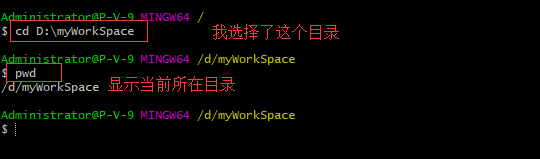 Administrator@P-V-9 MINGW64 /
$ cd D:\myWorkSpace 我选择了这个目录
Administrator@P-V-9 MINGW64 /d/myWorkSpace
$ pwd
/d/myWorkSpace 显示当前所在目录
Administrator@P-V-9 MINGW64 /d/myWorkSpace
$